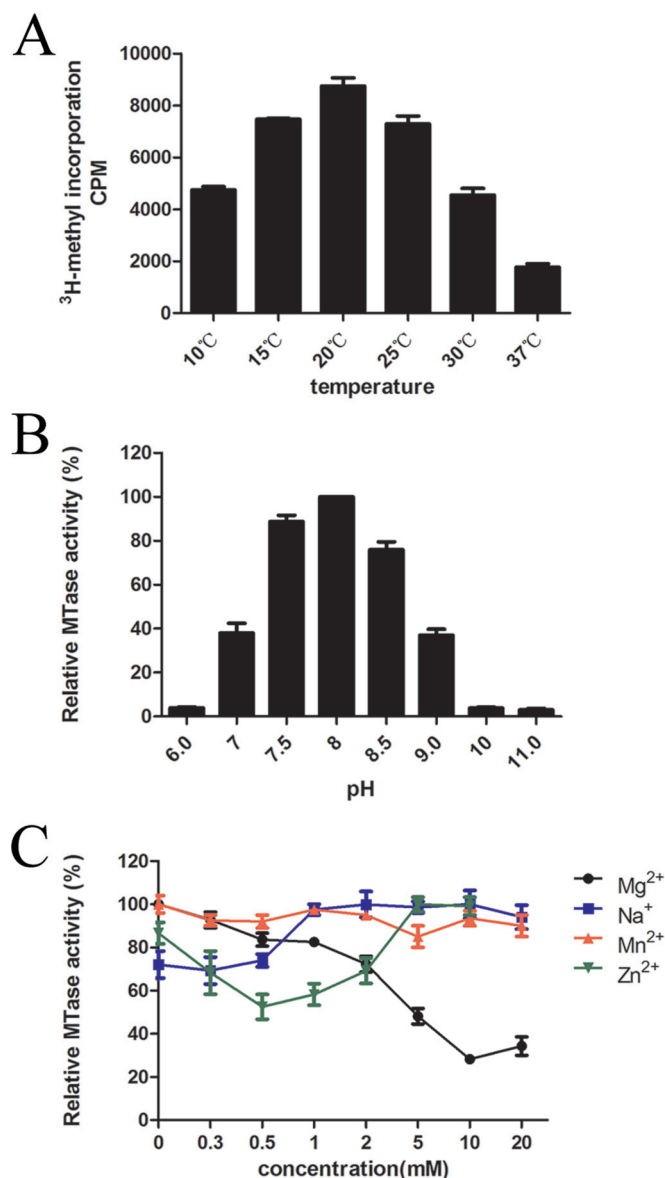 A
10000
8000
6000
4000
2000
0
³H-methyl incorporation
CPM
10℃ 15℃ 20℃ 25℃ 30℃ 37℃
temperature
B
120
100
80
60
40
20
0
Relative MTase activity (%)
6.0 7 7.5 8 8.5 9.0 10 11.0
pH
C
120
100
80
60
40
20
0
Relative MTase activity (%)
0 0.3 0.5 1 2 5 10 20
concentration(mM)
Mg²⁺
Na⁺
Mn²⁺
Zn²⁺